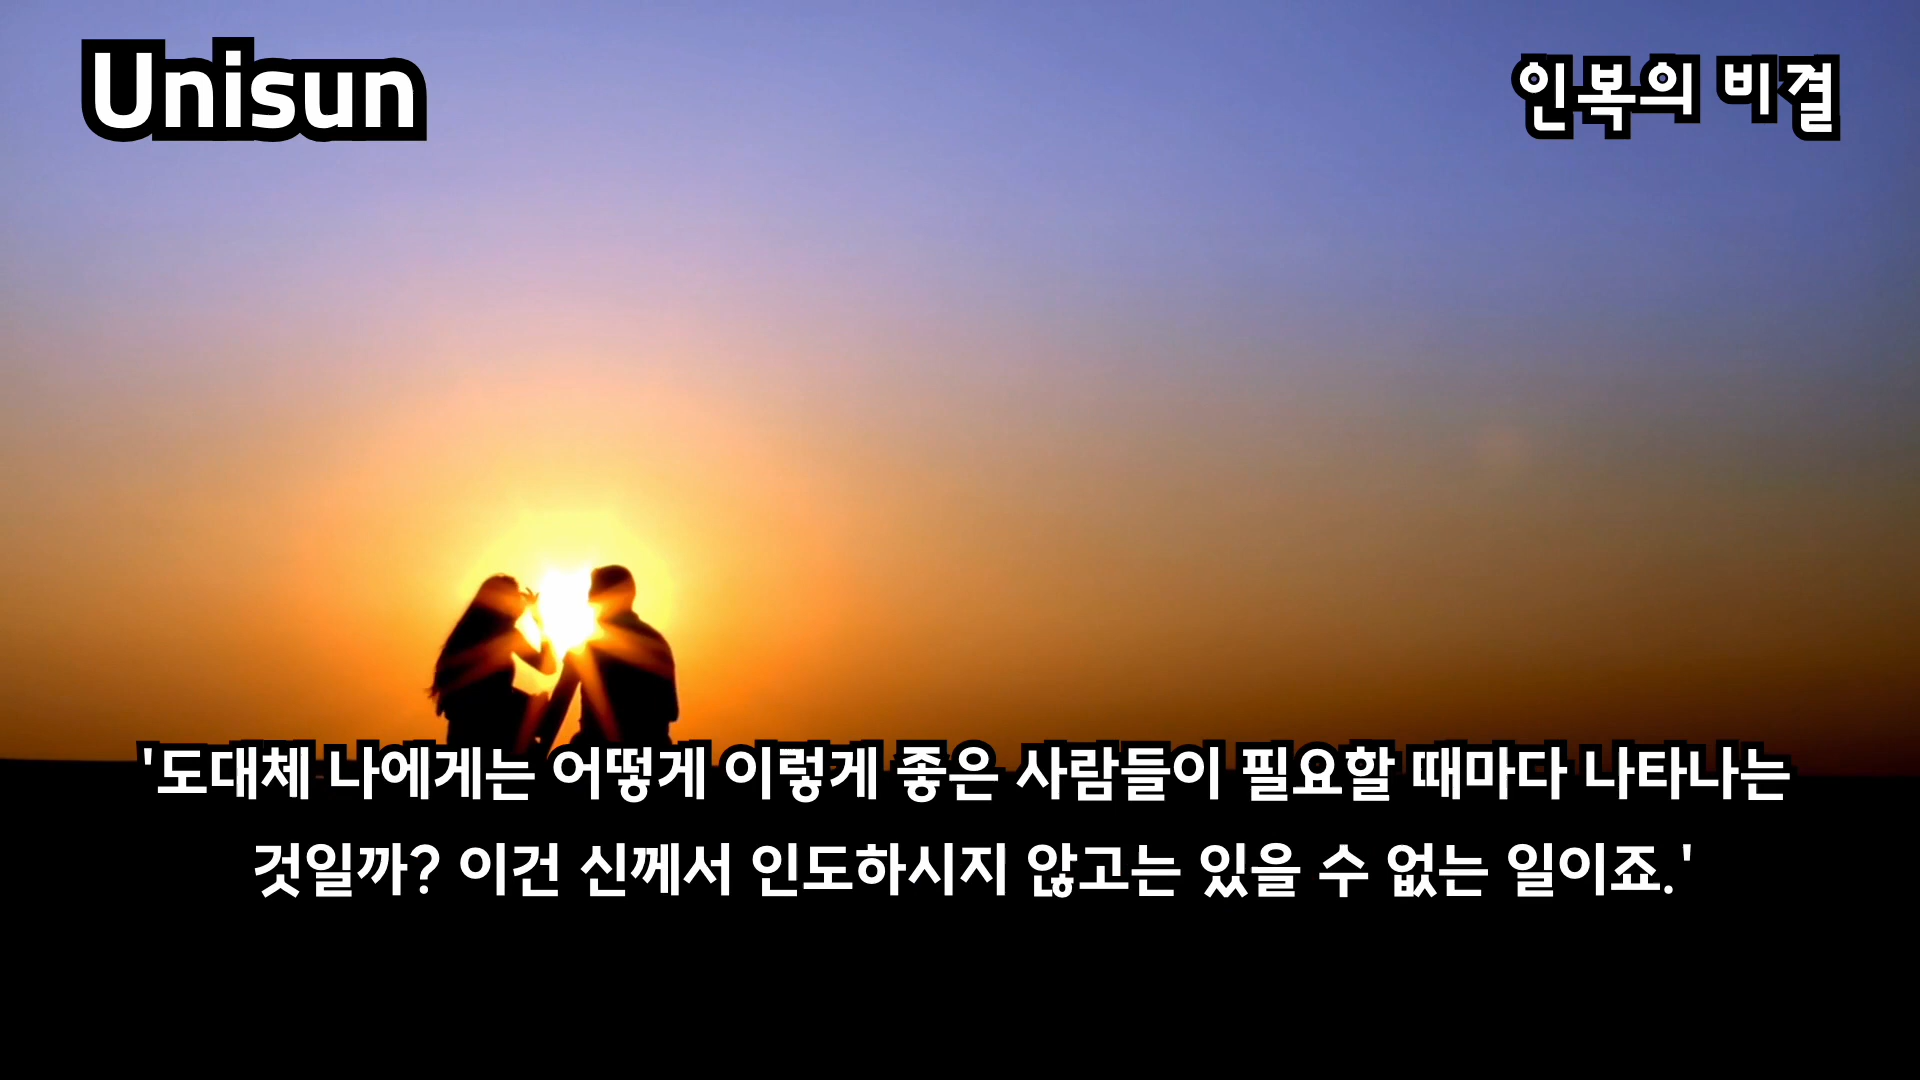 Unisun
인복의 비결
'도대체 나에게는 어떻게 이렇게 좋은 사람들이 필요할 때마다 나타나는
것일까? 이건 신께서 인도하시지 않고는 있을 수 없는 일이죠.'